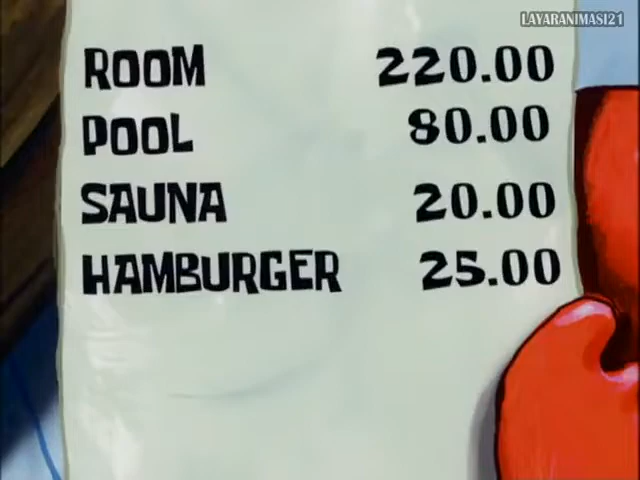 LAYARANIMASI21
ROOM 220.00
POOL 80.00
SAUNA 20.00
HAMBURGER 25.00